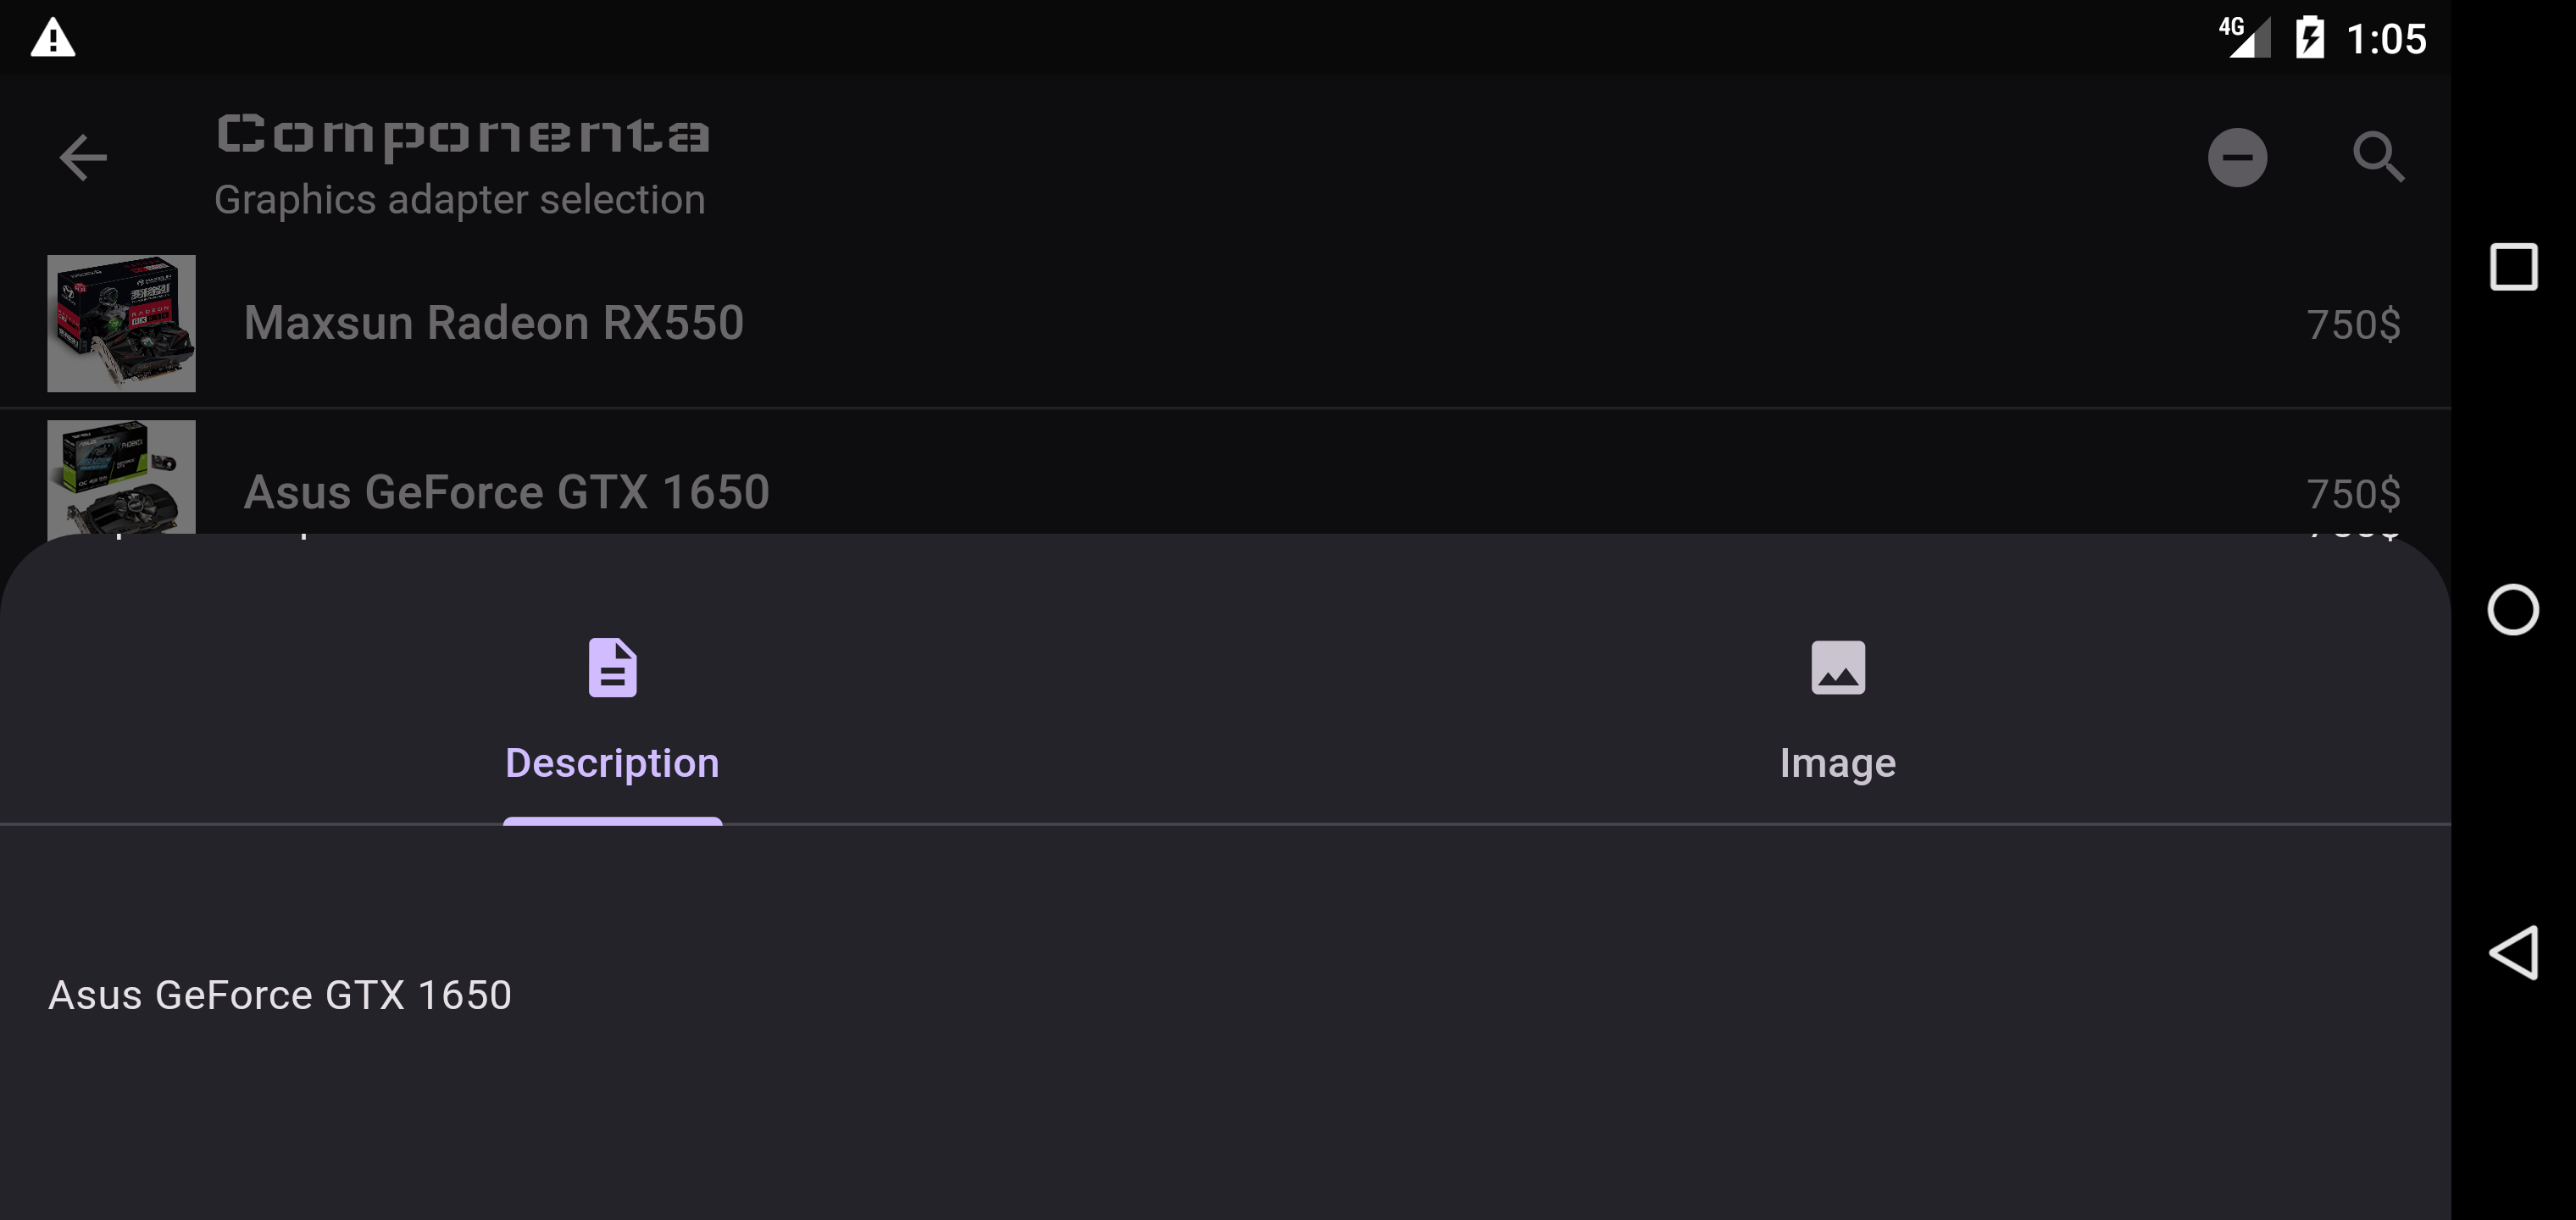 4G 1:05
Componenta
Graphics adapter selection
Maxsun Radeon RX550 750$
Asus GeForce GTX 1650 750$
Description Image
Asus GeForce GTX 1650